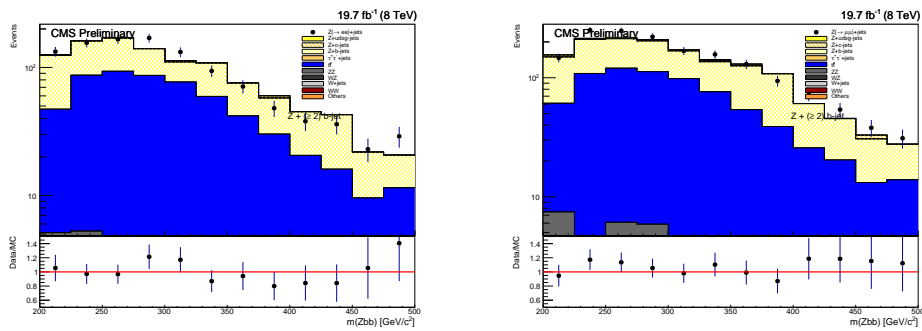 19.7 fb⁻¹ (8 TeV)
Events
CMS Preliminary
Z(→ ee)+jets
Z+udsg-jets
Z+c-jets
Z+b-jets
τ⁺τ⁻+jets
tt̄
ZZ
WZ
W+jets
WW
Others
Z + (≥ 2) b-jet
10²
10
Data/MC
1.4
1.2
1
0.8
0.6
200 250 300 350 400 450 500
m(Zbb) [GeV/c²]
19.7 fb⁻¹ (8 TeV)
Events
CMS Preliminary
Z(→ μμ)+jets
Z+udsg-jets
Z+c-jets
Z+b-jets
τ⁺τ⁻+jets
tt̄
ZZ
WZ
W+jets
WW
Others
Z + (≥ 2) b-jet
10²
10
Data/MC
1.4
1.2
1
0.8
0.6
200 250 300 350 400 450 500
m(Zbb) [GeV/c²]